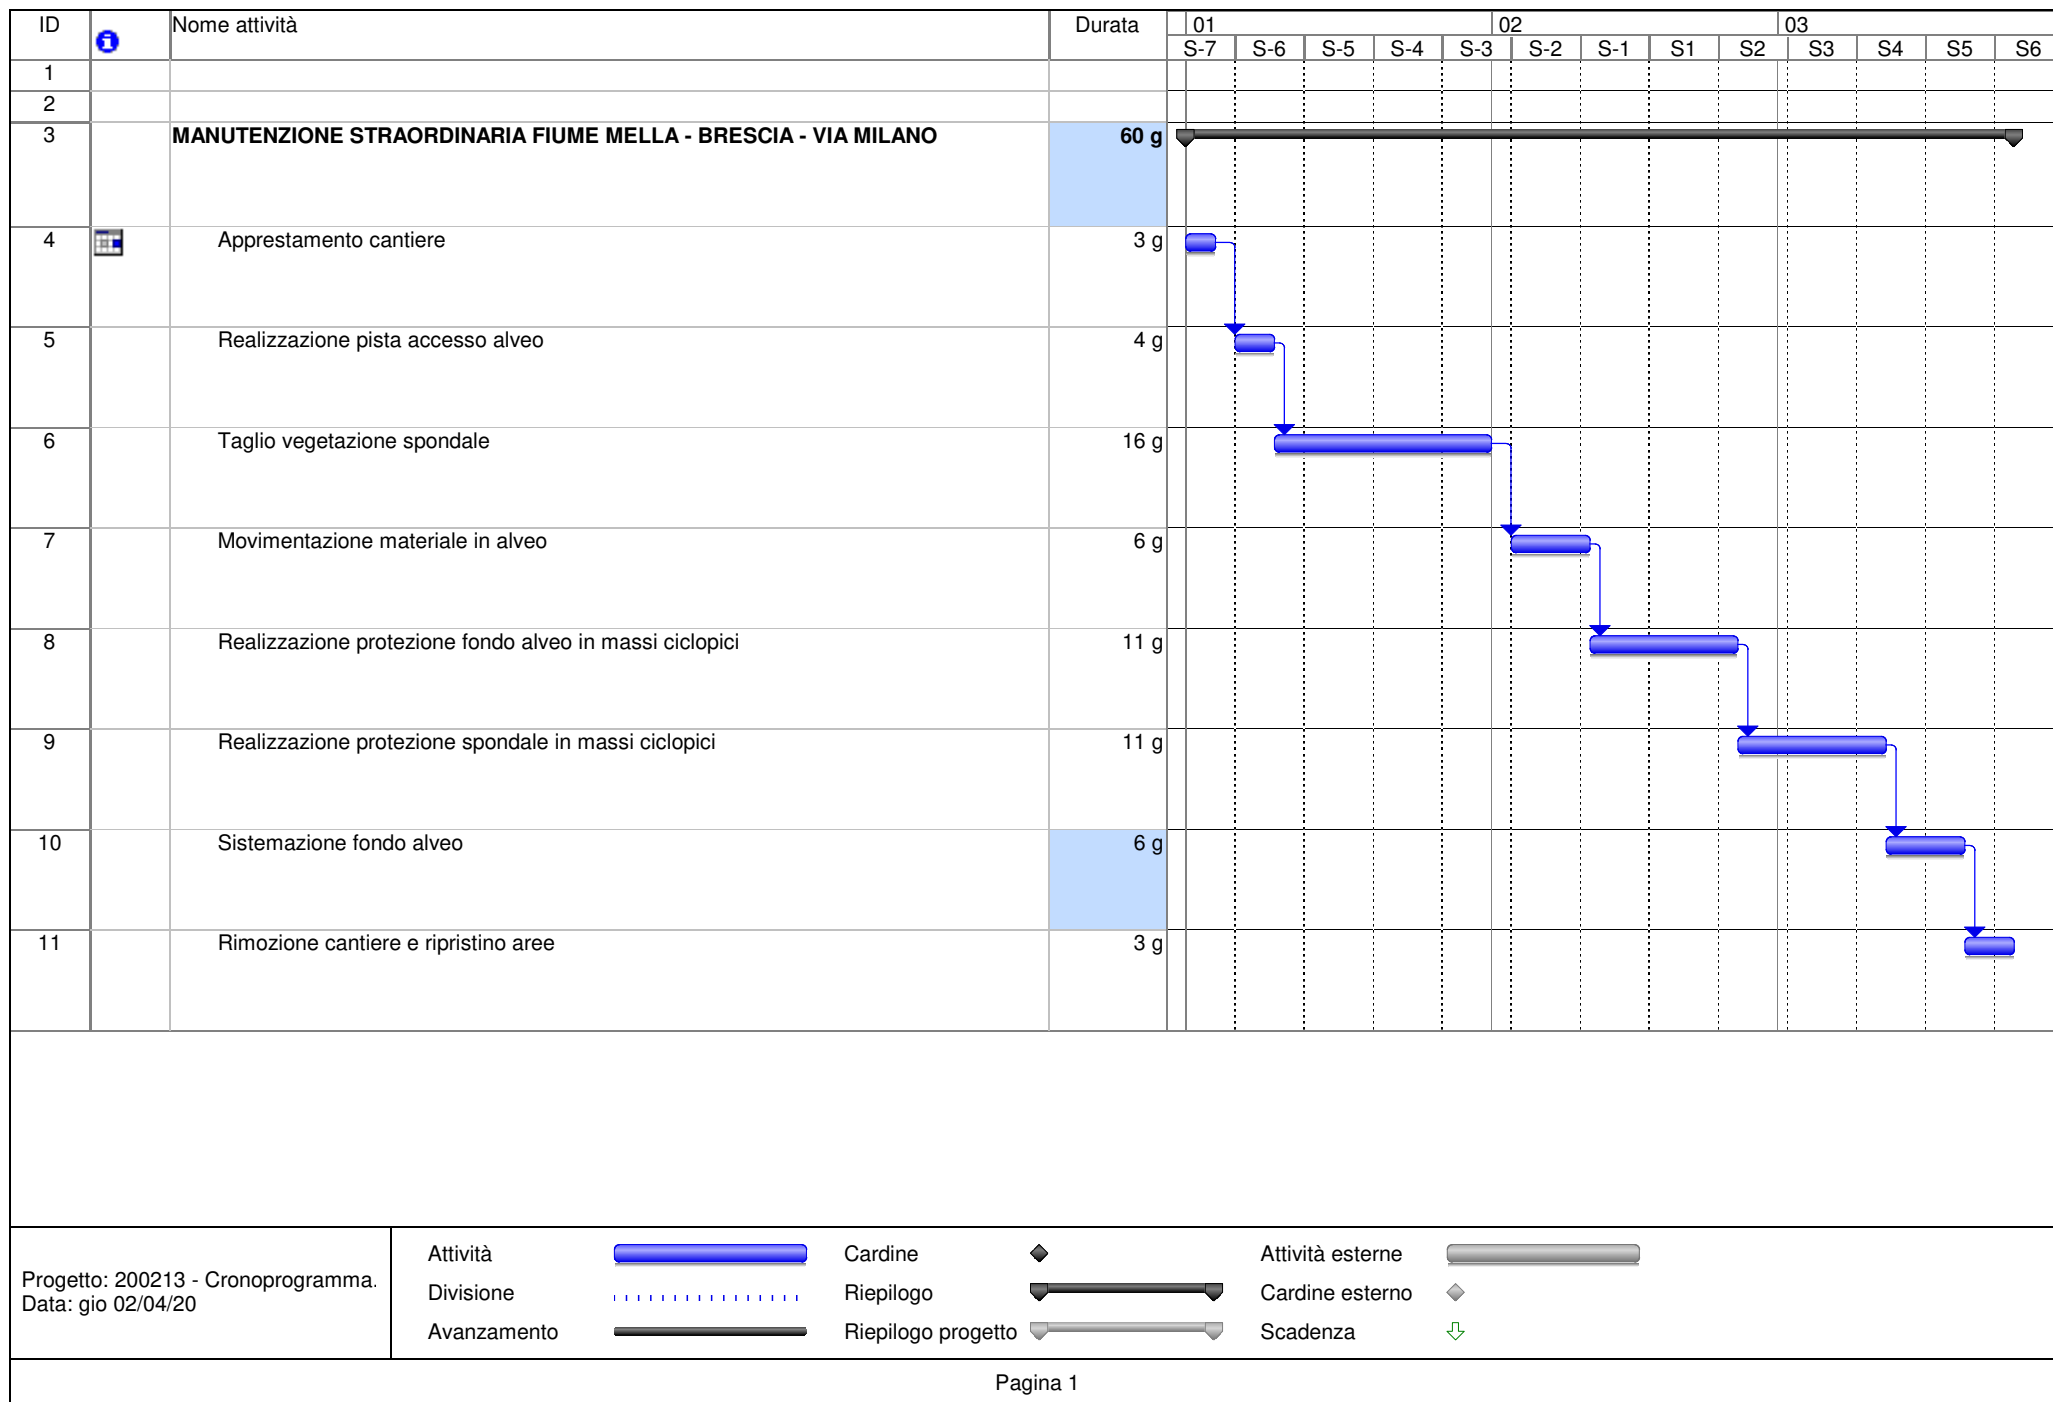 ID Nome attività Durata 01 02 03
S-7 S-6 S-5 S-4 S-3 S-2 S-1 S1 S2 S3 S4 S5 S6
1
2
3 MANUTENZIONE STRAORDINARIA FIUME MELLA - BRESCIA - VIA MILANO 60 g
4 Apprestamento cantiere 3 g
5 Realizzazione pista accesso alveo 4 g
6 Taglio vegetazione spondale 16 g
7 Movimentazione materiale in alveo 6 g
8 Realizzazione protezione fondo alveo in massi ciclopici 11 g
9 Realizzazione protezione spondale in massi ciclopici 11 g
10 Sistemazione fondo alveo 6 g
11 Rimozione cantiere e ripristino aree 3 g
Progetto: 200213 - Cronoprogramma.
Data: gio 02/04/20
Attività Cardine Attività esterne
Divisione Riepilogo Cardine esterno
Avanzamento Riepilogo progetto Scadenza
Pagina 1